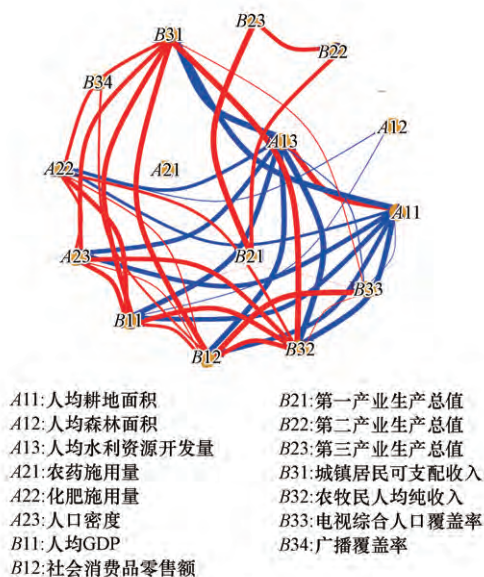 B23
B31
B22
B34
A12
A13
A22
A21
A11
B21
A23
B33
B11
B32
B12
A11:人均耕地面积
A12:人均森林面积
A13:人均水利资源开发量
A21:农药施用量
A22:化肥施用量
A23:人口密度
B11:人均GDP
B12:社会消费品零售额
B21:第一产业生产总值
B22:第二产业生产总值
B23:第三产业生产总值
B31:城镇居民可支配收入
B32:农牧民人均纯收入
B33:电视综合人口覆盖率
B34:广播覆盖率